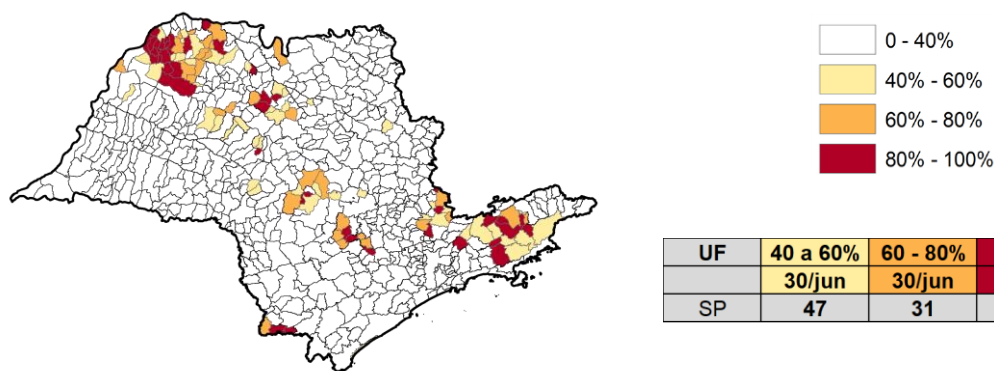 0 - 40%
40% - 60%
60% - 80%
80% - 100%
UF 40 a 60% 60 - 80%
30/jun 30/jun
SP 47 31